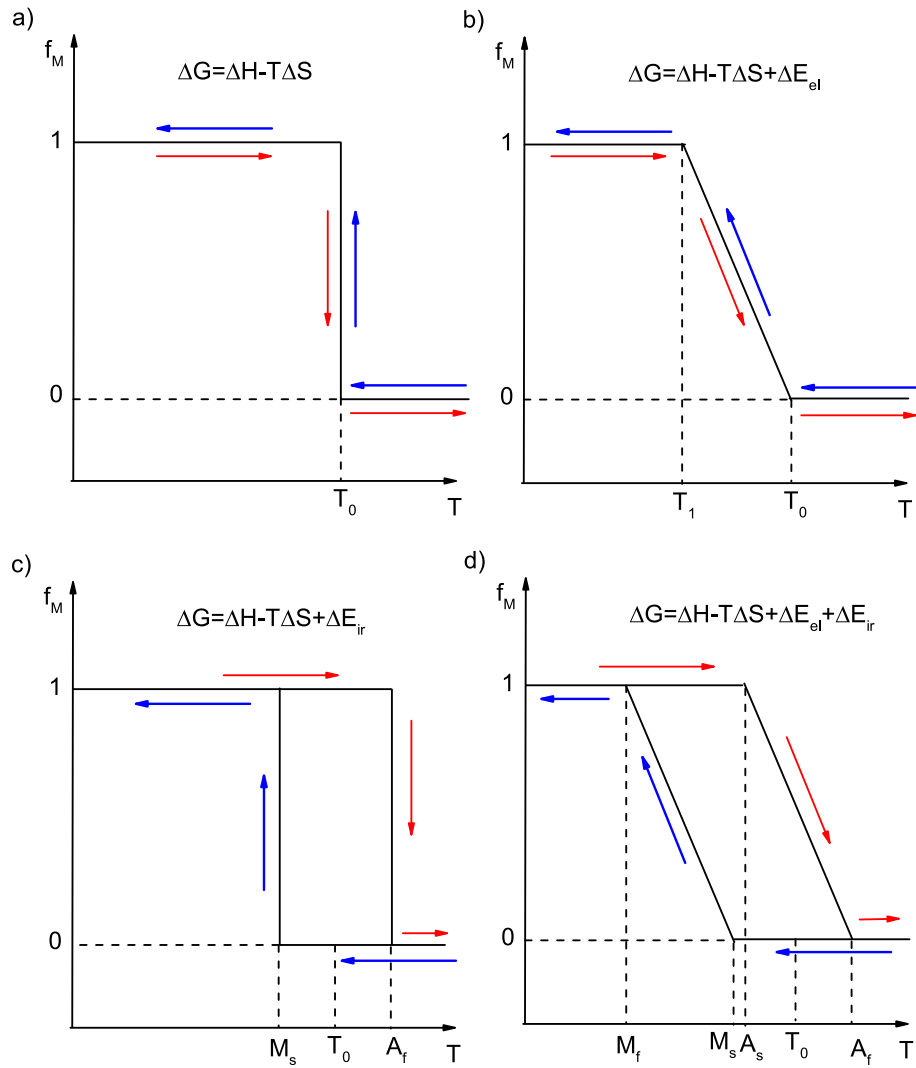 a)
f_M
ΔG=ΔH-TΔS
1
0
T_0
T
b)
f_M
ΔG=ΔH-TΔS+ΔE_el
1
0
T_1
T_0
T
c)
f_M
ΔG=ΔH-TΔS+ΔE_ir
1
0
M_s
T_0
A_f
T
d)
f_M
ΔG=ΔH-TΔS+ΔE_el+ΔE_ir
1
0
M_f
M_s
A_s
T_0
A_f
T